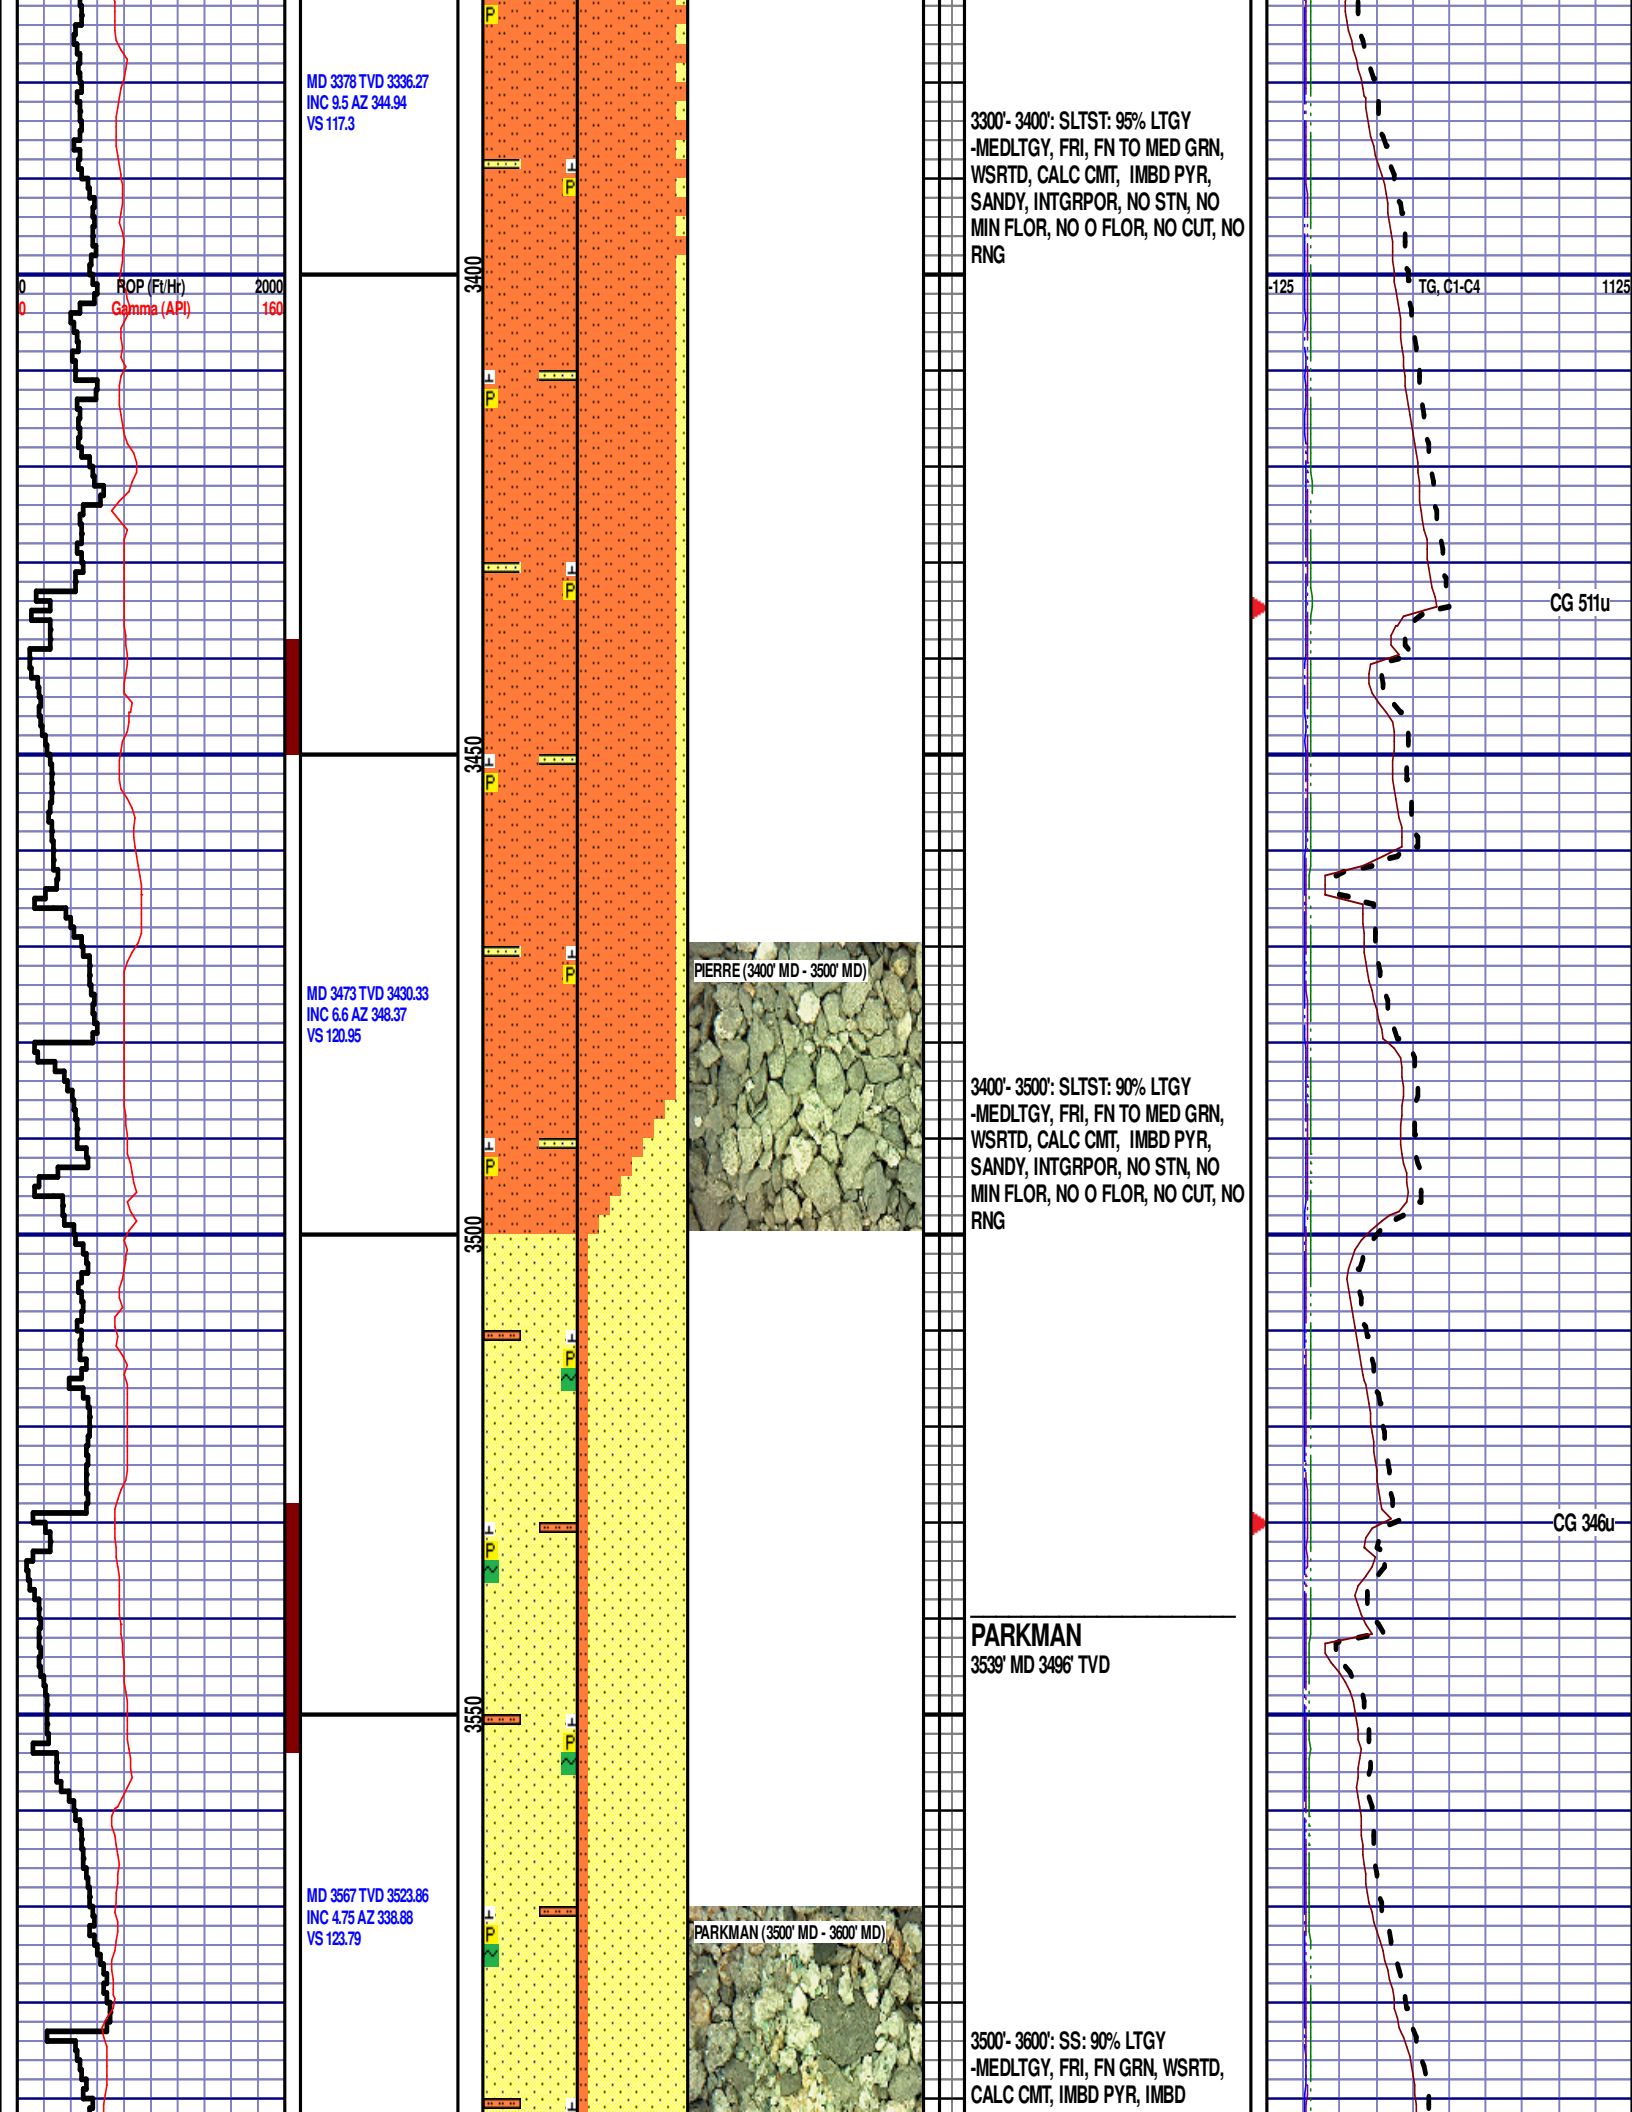 P
MD 3378 TVD 3336.27
INC 9.5 AZ 344.94
VS 117.3
3300'- 3400': SLTST: 95% LTGY
-MEDLTGY, FRI, FN TO MED GRN,
WSRTD, CALC CMT, IMBD PYR,
SANDY, INTGRPOR, NO STN, NO
MIN FLOR, NO O FLOR, NO CUT, NO
RNG
P
3400
0 ROP (Ft/Hr) 2000
0 Gamma (API) 160
-125 TG, C1-C4 1125
P
P
CG 511u
3450
P
PIERRE (3400' MD - 3500' MD)
P
MD 3473 TVD 3430.33
INC 6.6 AZ 348.37
VS 120.95
3400'- 3500': SLTST: 90% LTGY
-MEDLTGY, FRI, FN TO MED GRN,
WSRTD, CALC CMT, IMBD PYR,
SANDY, INTGRPOR, NO STN, NO
MIN FLOR, NO O FLOR, NO CUT, NO
RNG
P
3500
P
CG 346u
P
PARKMAN
3539' MD 3496' TVD
3550
P
MD 3567 TVD 3523.86
INC 4.75 AZ 338.88
VS 123.79
P
PARKMAN (3500' MD - 3600' MD)
3500'- 3600': SS: 90% LTGY
-MEDLTGY, FRI, FN GRN, WSRTD,
CALC CMT, IMBD PYR, IMBD